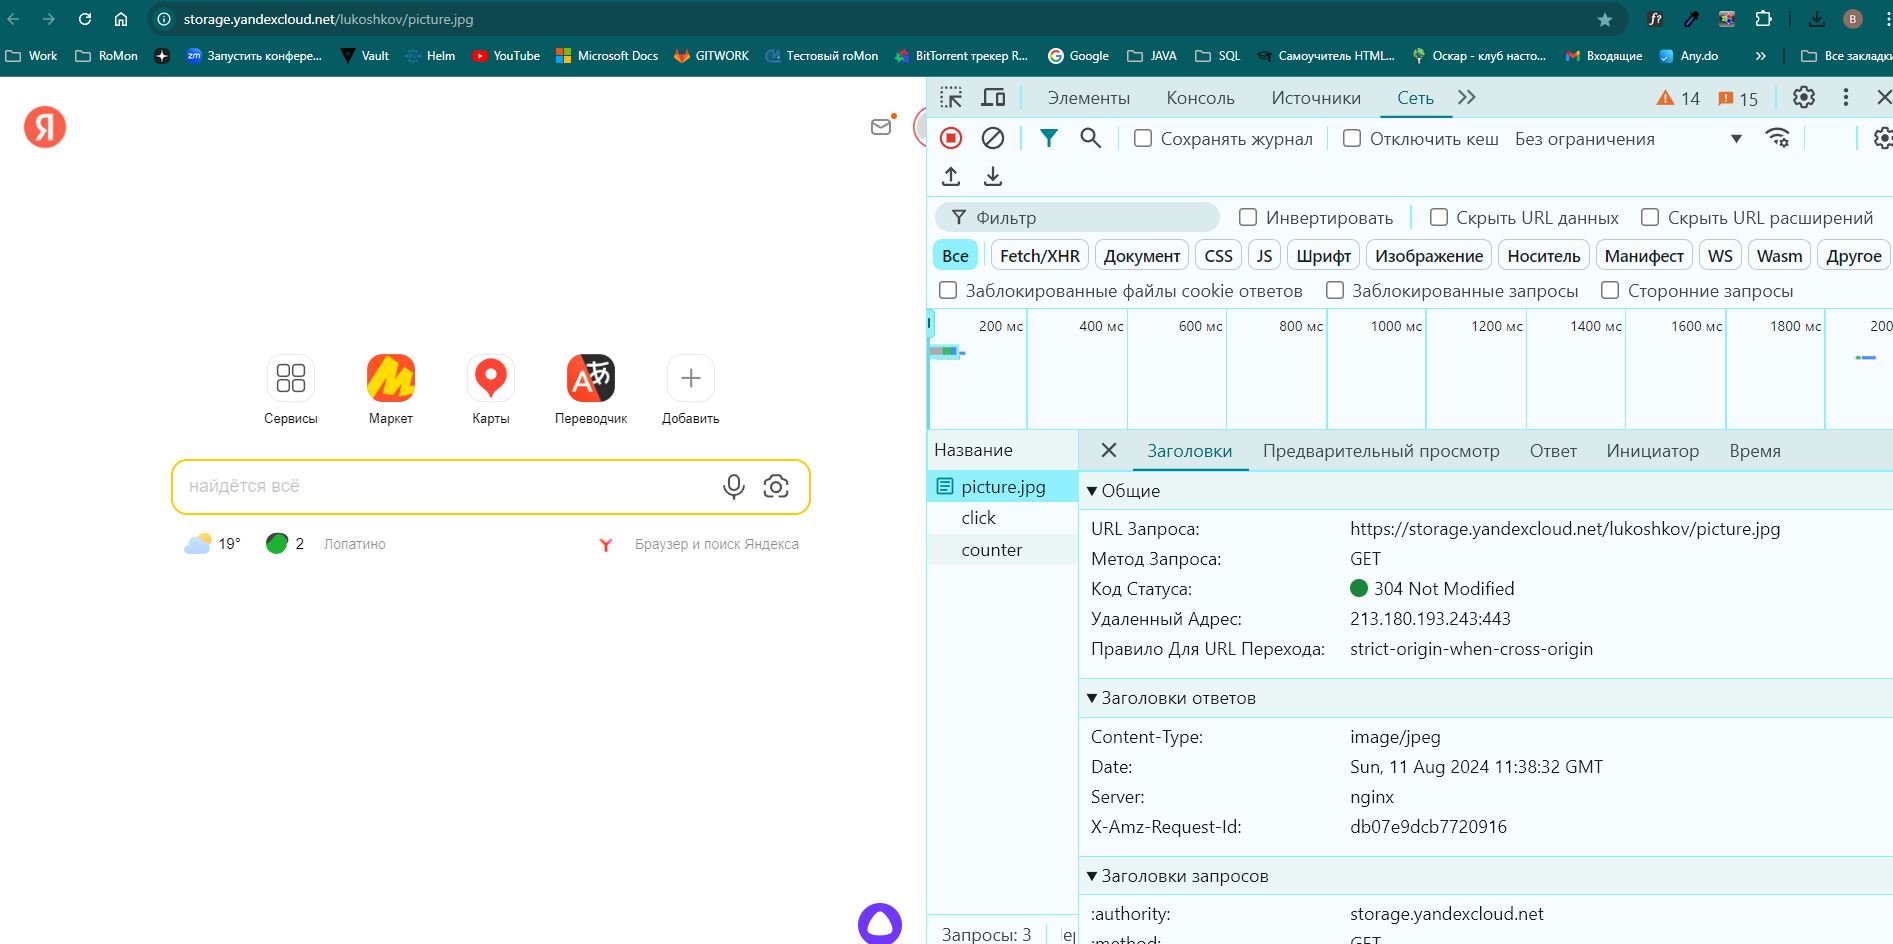 storage.yandexcloud.net/lukoshkov/picture.jpg
f?
B
Work
RoMon
zm Запустить конфере...
Vault
Helm
YouTube
Microsoft Docs
GITWORK
Тестовый roMon
BitTorrent трекер R...
Google
JAVA
SQL
Самоучитель HTML...
Оскар - клуб насто...
Входящие
Any.do
»
Все закладки
Я
Сервисы
Маркет
Карты
Переводчик
Добавить
найдётся всё
19°
2
Лопатино
Браузер и поиск Яндекса
Элементы
Консоль
Источники
Сеть
14
15
Сохранять журнал
Отключить кеш
Без ограничения
Фильтр
Инвертировать
Скрыть URL данных
Скрыть URL расширений
Все
Fetch/XHR
Документ
CSS
JS
Шрифт
Изображение
Носитель
Манифест
WS
Wasm
Другое
Заблокированные файлы cookie ответов
Заблокированные запросы
Сторонние запросы
200 мс
400 мс
600 мс
800 мс
1000 мс
1200 мс
1400 мс
1600 мс
1800 мс
200
Название
picture.jpg
click
counter
Заголовки
Предварительный просмотр
Ответ
Инициатор
Время
Общие
URL Запроса: https://storage.yandexcloud.net/lukoshkov/picture.jpg
Метод Запроса: GET
Код Статуса: 304 Not Modified
Удаленный Адрес: 213.180.193.243:443
Правило Для URL Перехода: strict-origin-when-cross-origin
Заголовки ответов
Content-Type: image/jpeg
Date: Sun, 11 Aug 2024 11:38:32 GMT
Server: nginx
X-Amz-Request-Id: db07e9dcb7720916
Заголовки запросов
:authority: storage.yandexcloud.net
:method: GET
Запросы: 3